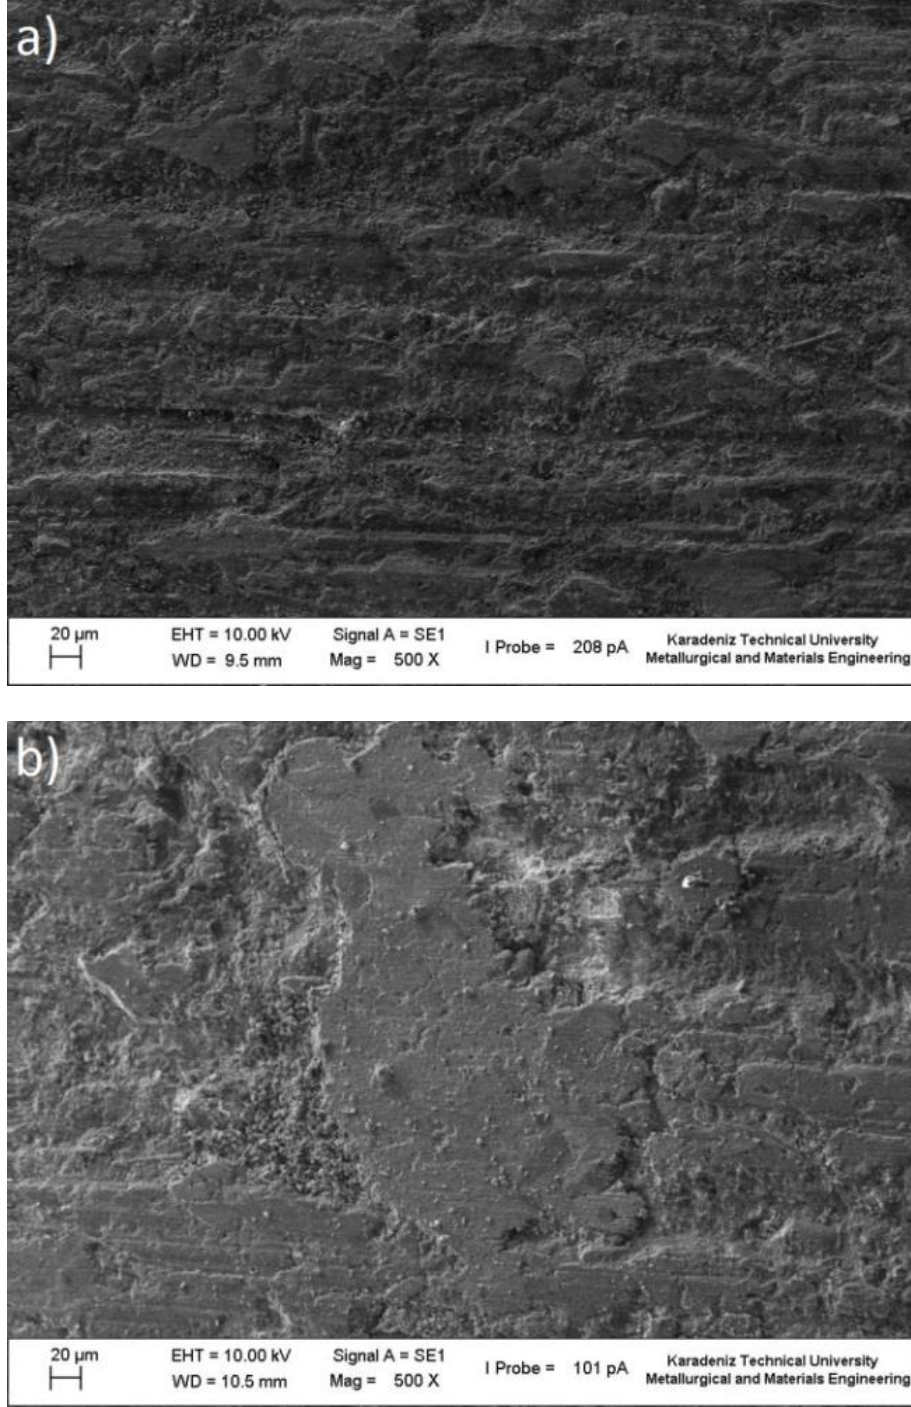 a)
20 µm EHT = 10.00 kV Signal A = SE1 I Probe = 208 pA Karadeniz Technical University
WD = 9.5 mm Mag = 500 X Metallurgical and Materials Engineering
b)
20 µm EHT = 10.00 kV Signal A = SE1 I Probe = 101 pA Karadeniz Technical University
WD = 10.5 mm Mag = 500 X Metallurgical and Materials Engineering